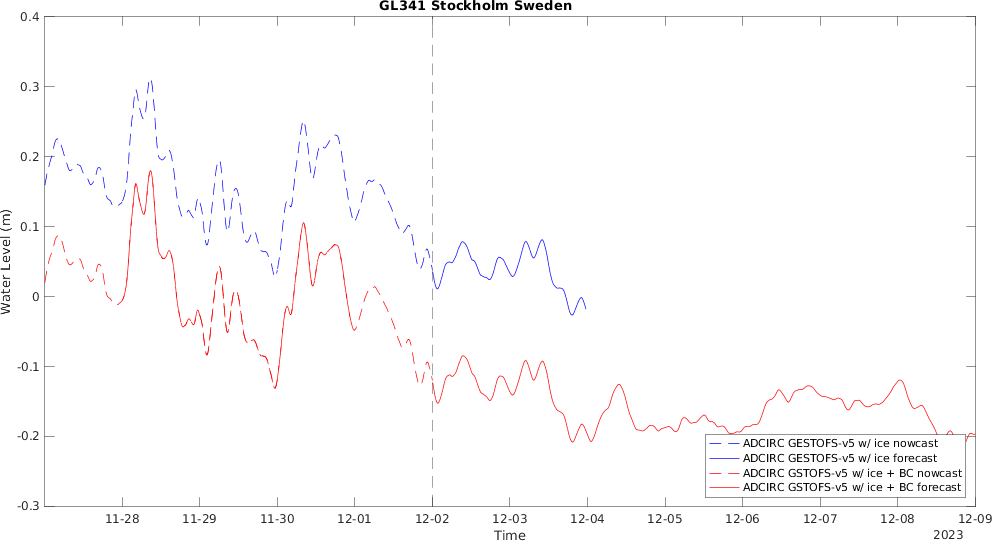 GL341 Stockholm Sweden
0.4
0.3
0.2
0.1
0
-0.1
-0.2
-0.3
Water Level (m)
ADCIRC GESTOFS-v5 w/ ice nowcast
ADCIRC GESTOFS-v5 w/ ice forecast
ADCIRC GSTOFS-v5 w/ ice + BC nowcast
ADCIRC GSTOFS-v5 w/ ice + BC forecast
11-28 11-29 11-30 12-01 12-02 12-03 12-04 12-05 12-06 12-07 12-08 12-09
Time
2023